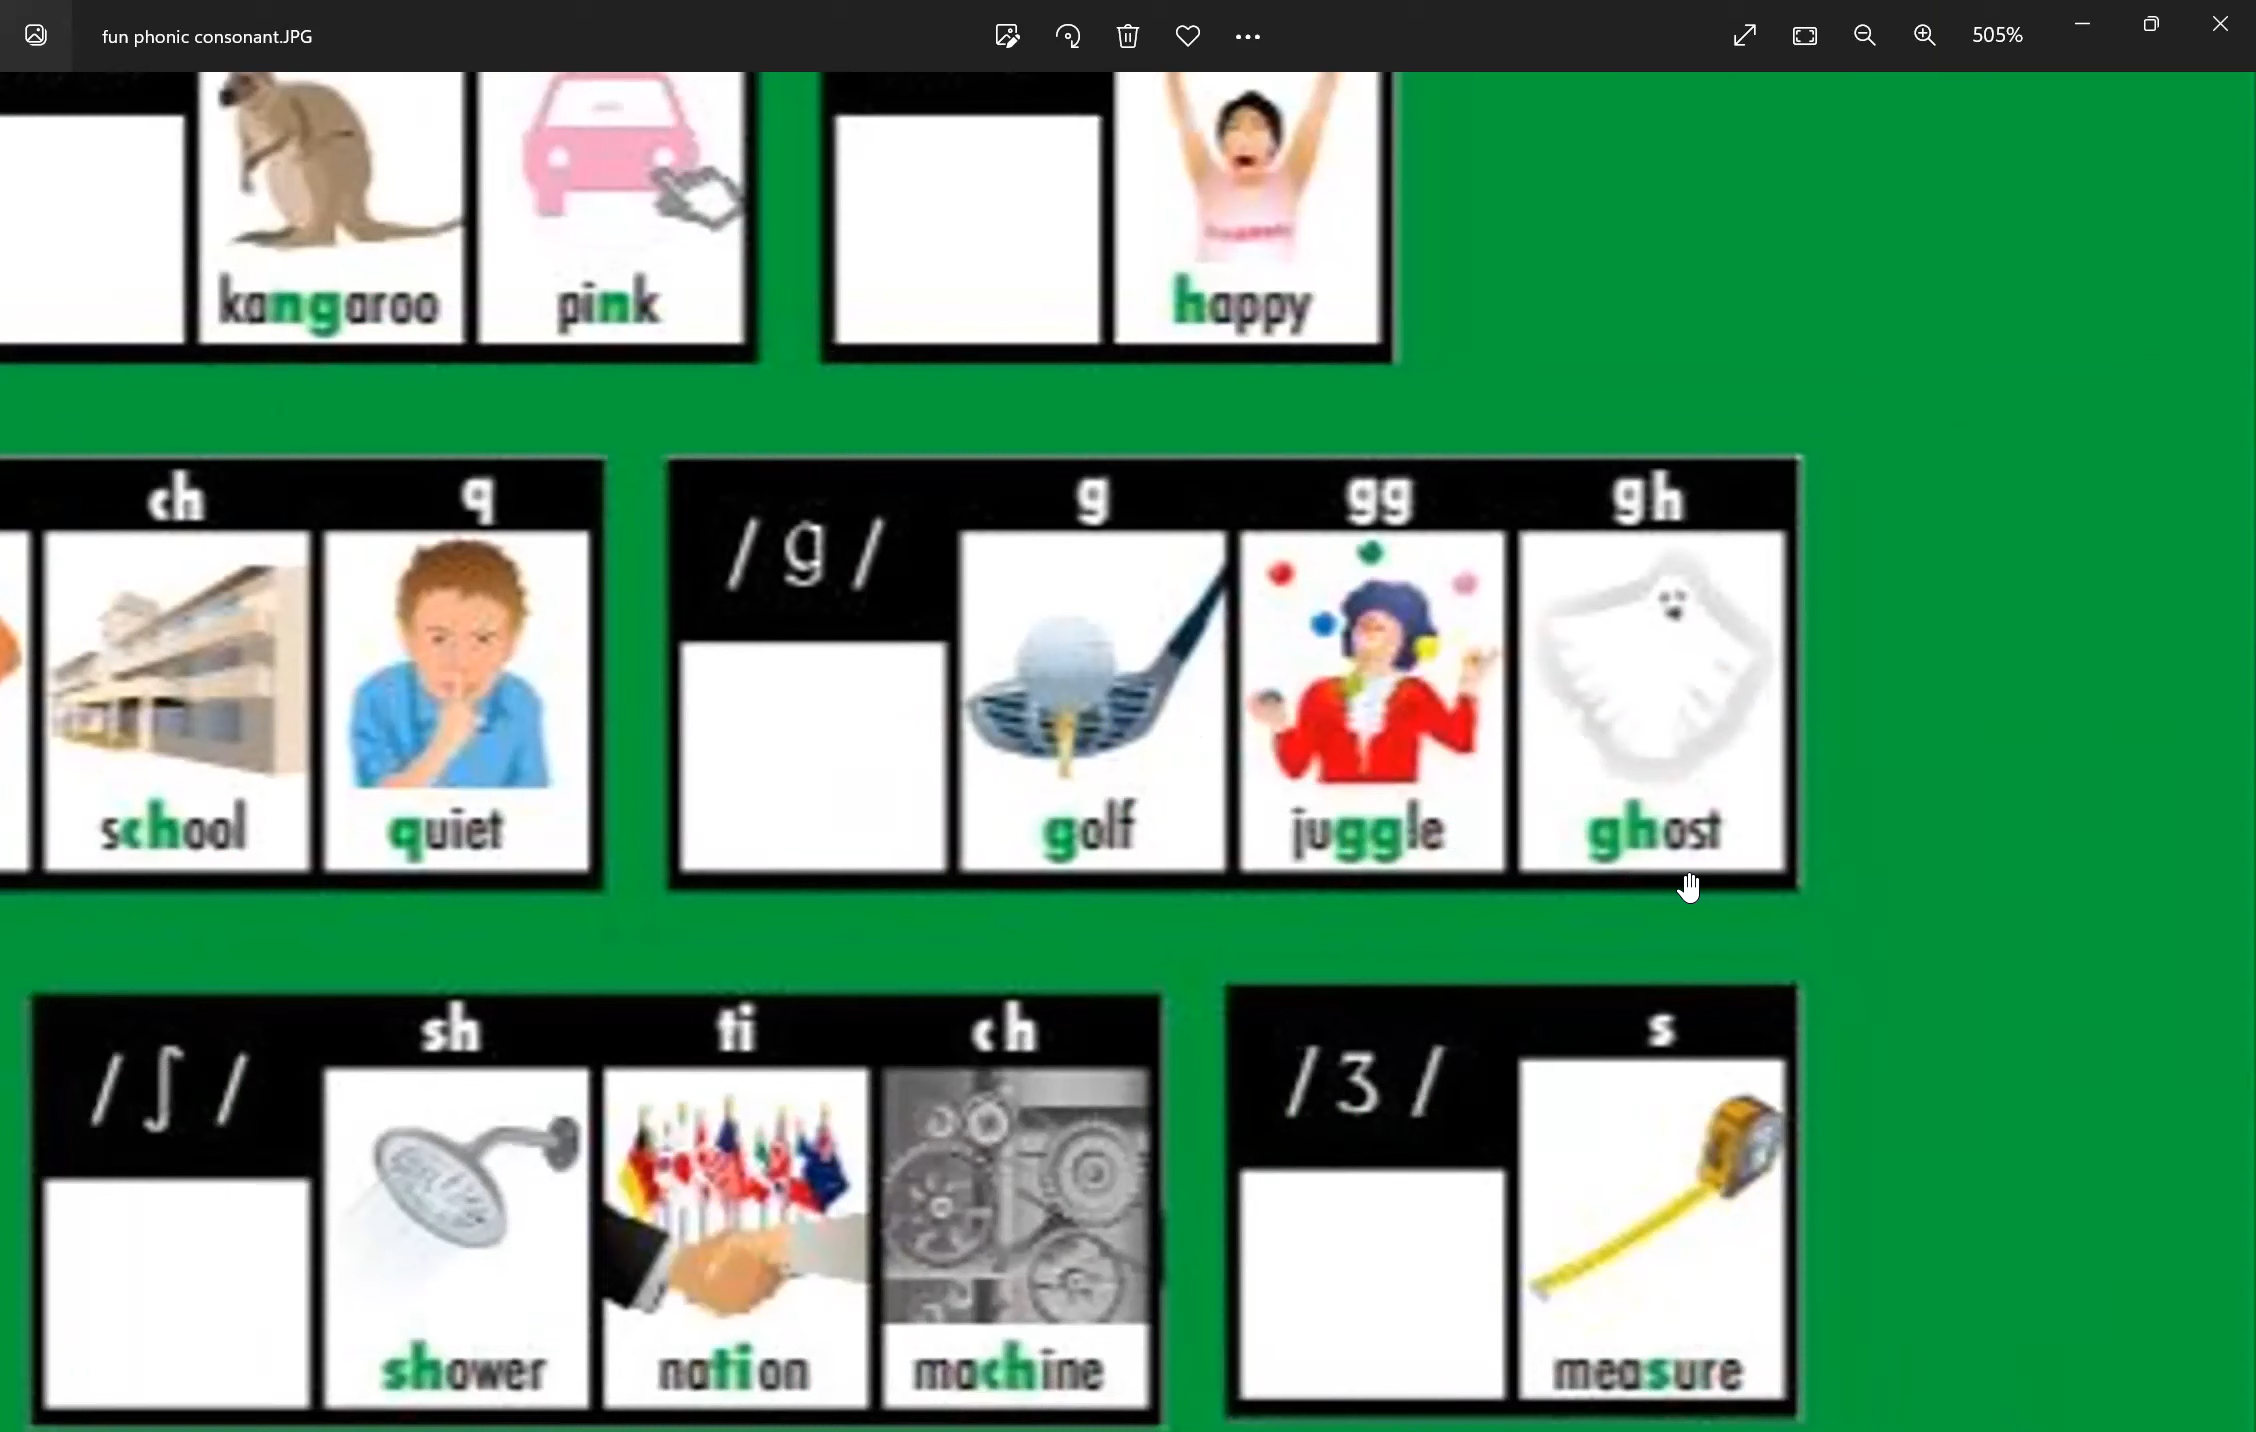 fun phonic consonant.JPG
505%
kangaroo
pink
happy
ch
q
/ g /
g
gg
gh
school
quiet
golf
juggle
ghost
/ ʃ /
sh
ti
ch
/ ʒ /
s
shower
nation
machine
measure